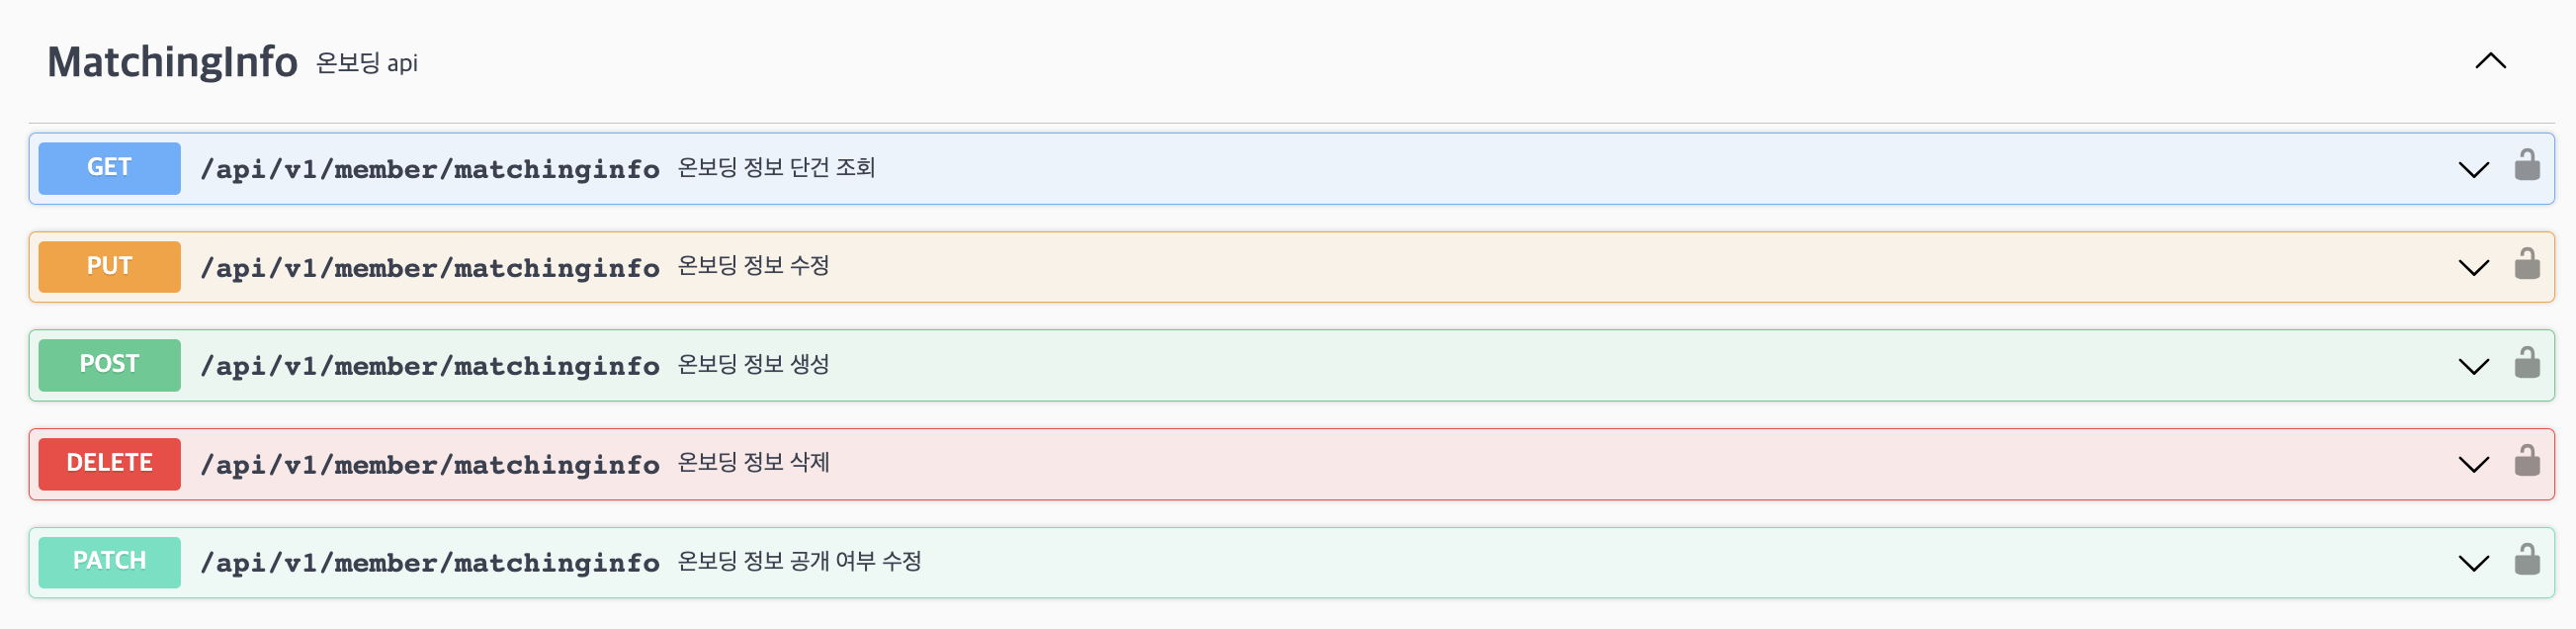 MatchingInfo 온보딩 api
GET /api/v1/member/matchinginfo 온보딩 정보 단건 조회
PUT /api/v1/member/matchinginfo 온보딩 정보 수정
POST /api/v1/member/matchinginfo 온보딩 정보 생성
DELETE /api/v1/member/matchinginfo 온보딩 정보 삭제
PATCH /api/v1/member/matchinginfo 온보딩 정보 공개 여부 수정